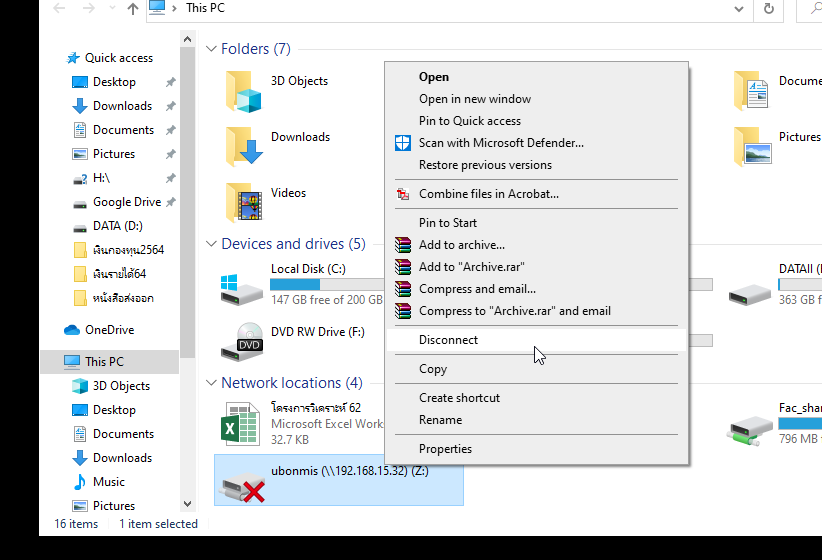 This PC
Quick access
Desktop
Downloads
Documents
Pictures
H:\
Google Drive
DATA (D:)
เงินกองทุน2564
เงินรายได้64
หนังสือส่งออก
OneDrive
This PC
3D Objects
Desktop
Documents
Downloads
Music
Pictures
16 items 1 item selected
Folders (7)
3D Objects
Downloads
Videos
Docume
Pictures
Devices and drives (5)
Local Disk (C:)
147 GB free of 200 GB
DVD RW Drive (F:)
DVD
DATAII (
363 GB f
Network locations (4)
โครงการวิเคราะห์ 62
Microsoft Excel Work
32.7 KB
ubonmis (\\192.168.15.32) (Z:)
Fac_shar
796 MB
Open
Open in new window
Pin to Quick access
Scan with Microsoft Defender...
Restore previous versions
Combine files in Acrobat...
Pin to Start
Add to archive...
Add to "Archive.rar"
Compress and email...
Compress to "Archive.rar" and email
Disconnect
Copy
Create shortcut
Rename
Properties